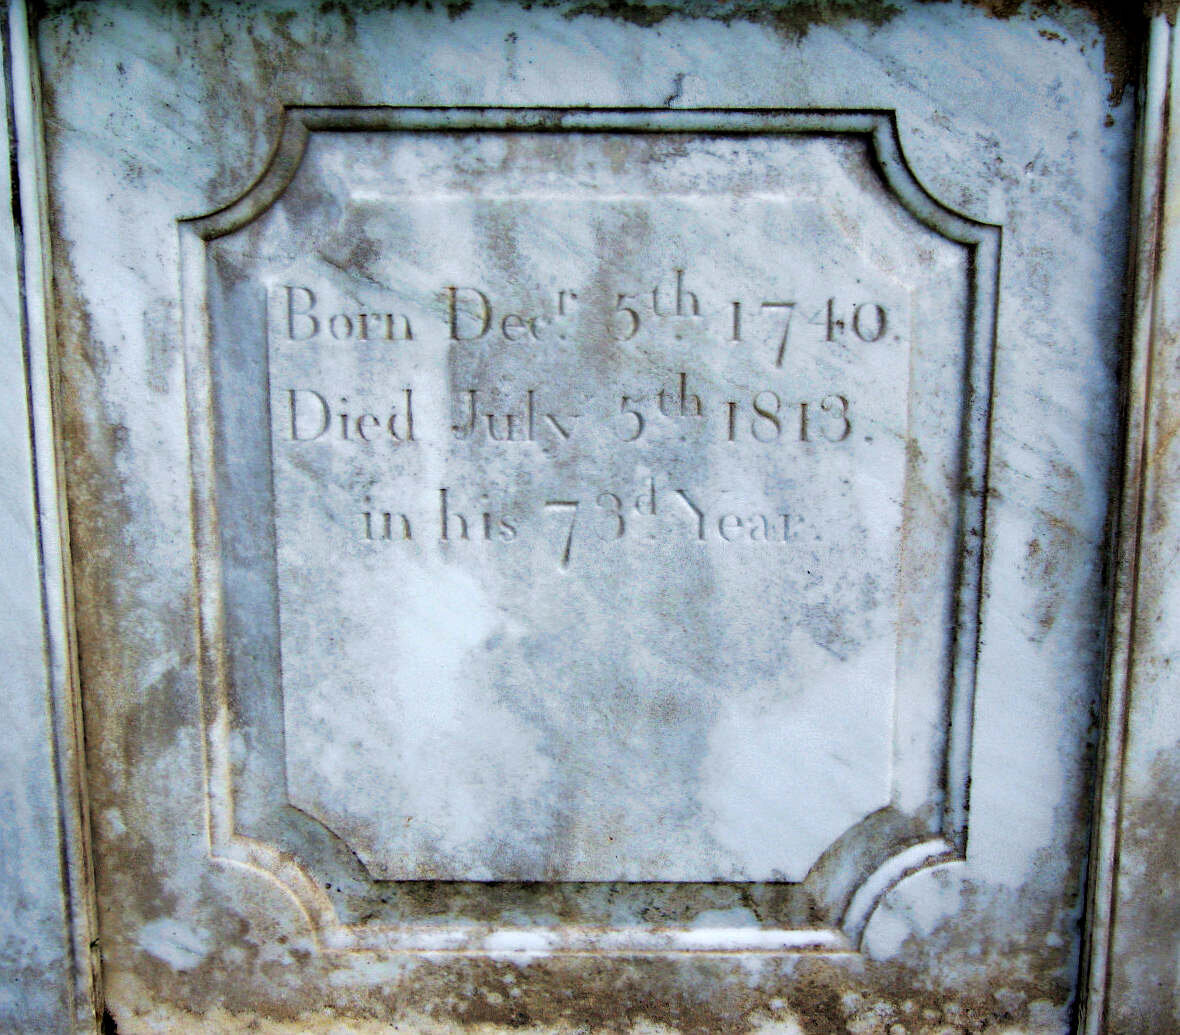 Born Decr. 5th. 1740.
Died July 5th. 1813.
in his 73d. Year.